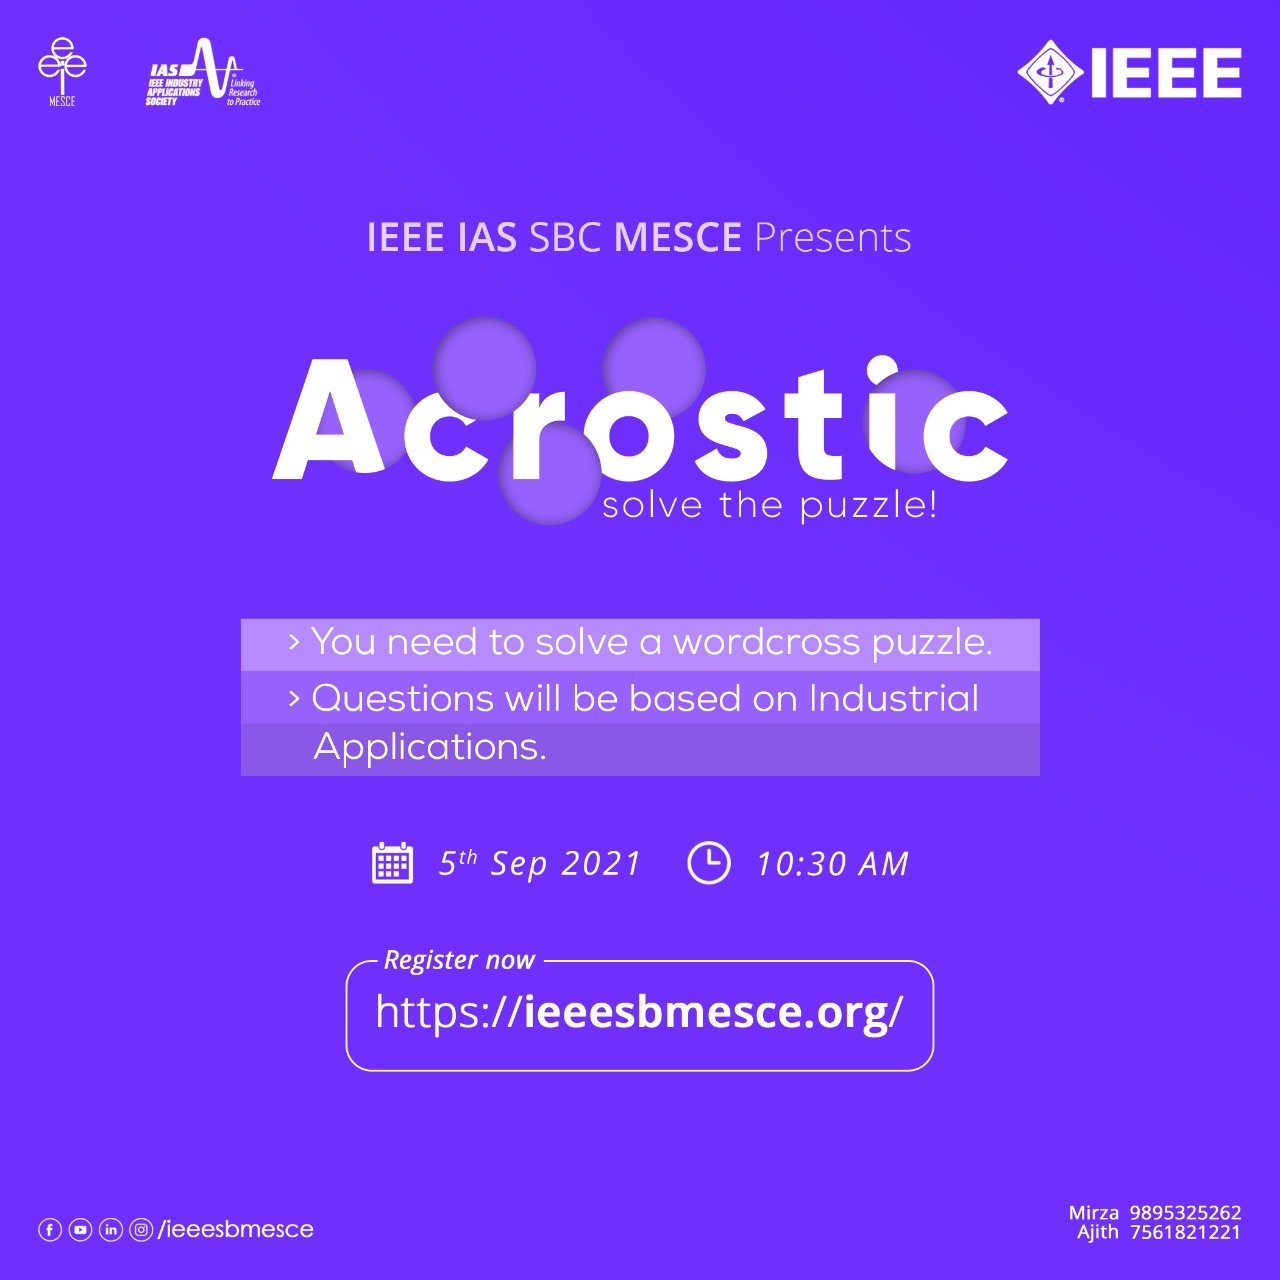 MESCE
IAS
IEEE INDUSTRY
APPLICATIONS
SOCIETY
Linking
Research
to Practice
IEEE
IEEE IAS SBC MESCE Presents
Acrostic
solve the puzzle!
> You need to solve a wordcross puzzle.
> Questions will be based on Industrial
Applications.
5th Sep 2021
10:30 AM
Register now
https://ieeesbmesce.org/
/ieeesbmesce
Mirza 9895325262
Ajith 7561821221